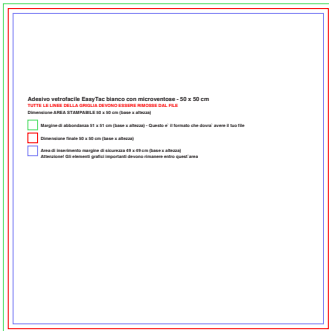 Adesivo vetrofacile EasyTac bianco con microventose - 50 x 50 cm
TUTTE LE LINEE DELLA GRIGLIA DEVONO ESSERE RIMOSSE DAL FILE
Dimensione AREA STAMPABILE 50 x 50 cm (base x altezza)
Margine di abbondanza 51 x 51 cm (base x altezza) - Questo e' il formato che dovra' avere il tuo file
Dimensione finale 50 x 50 cm (base x altezza)
Area di inserimento margine di sicurezza 49 x 49 cm (base x altezza)
Attenzione! Gli elementi grafici importanti devono rimanere entro quest'area